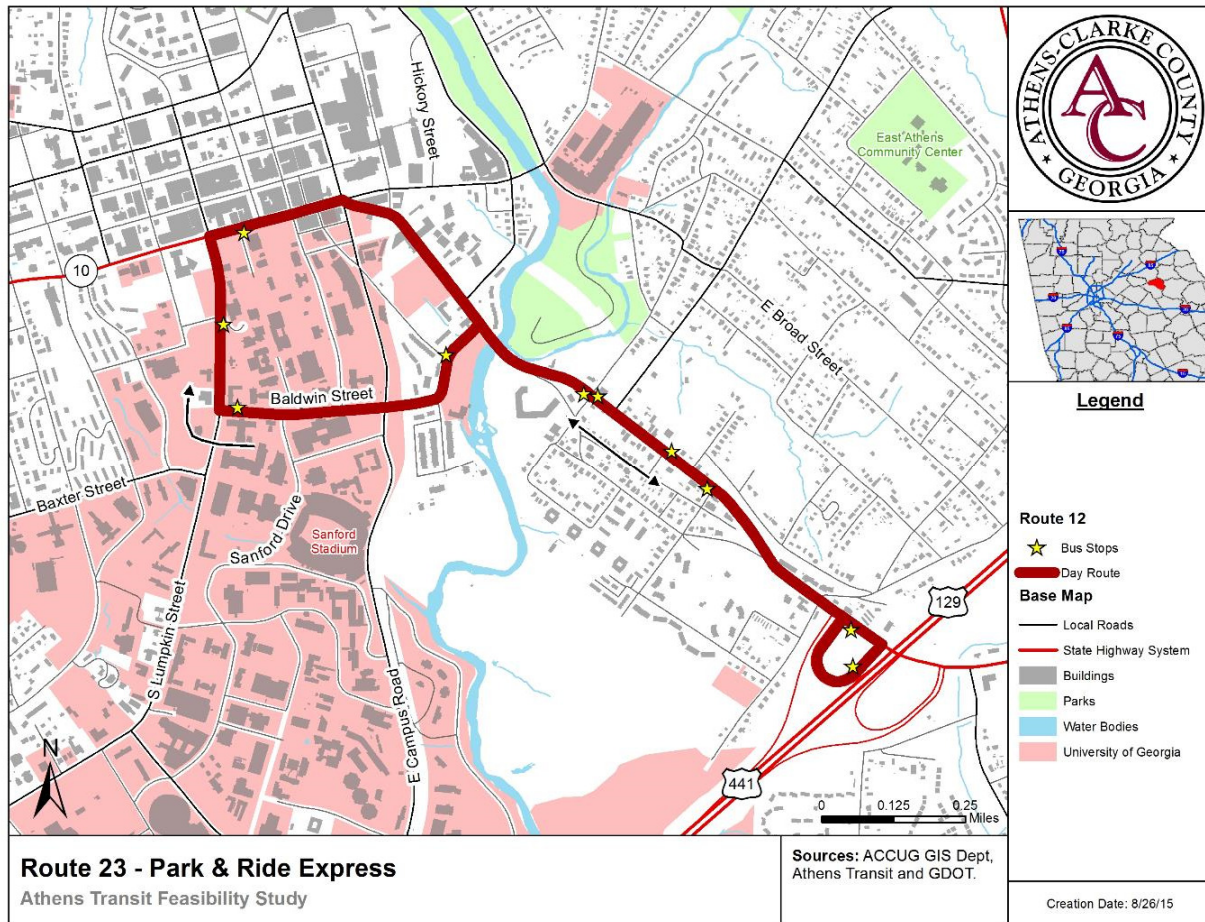 Hickory Street
East Athens
Community Center
10
E Broad Street
Baldwin Street
Baxter Street
Sanford Drive
Sanford
Stadium
S Lumpkin Street
E Campus Road
129
441
N
0 0.125 0.25
Miles
ATHENS-CLARKE COUNTY
AC
GEORGIA
Legend
Route 12
Bus Stops
Day Route
Base Map
Local Roads
State Highway System
Buildings
Parks
Water Bodies
University of Georgia
Route 23 - Park & Ride Express
Athens Transit Feasibility Study
Sources: ACCUG GIS Dept,
Athens Transit and GDOT.
Creation Date: 8/26/15